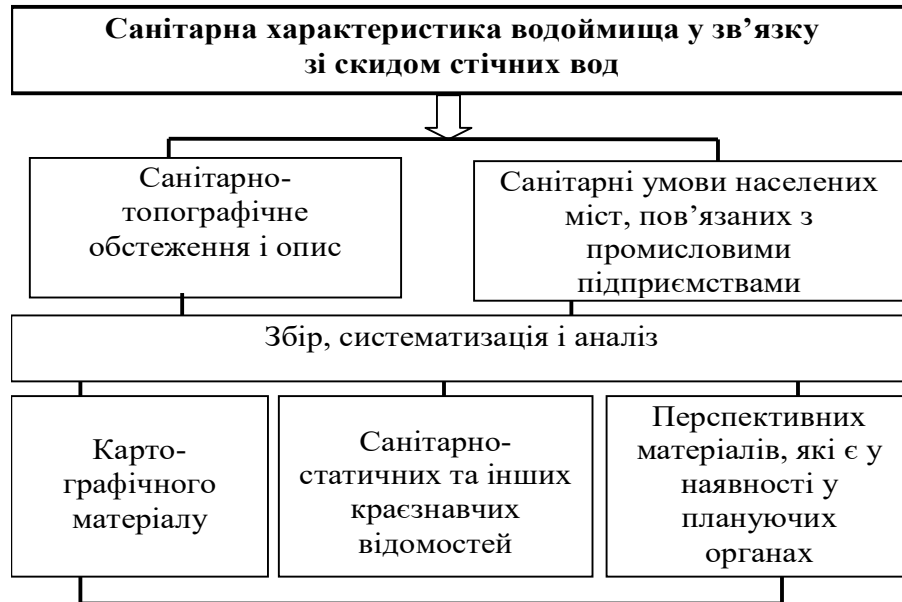 Санітарна характеристика водоймища у зв’язку
зі скидом стічних вод
Санітарно-
топографічне
обстеження і опис
Санітарні умови населених
міст, пов’язаних з
промисловими
підприємствами
Збір, систематизація і аналіз
Карто-
графічного
матеріалу
Санітарно-
статичних та інших
краєзнавчих
відомостей
Перспективних
матеріалів, які є у
наявності у
плануючих
органах